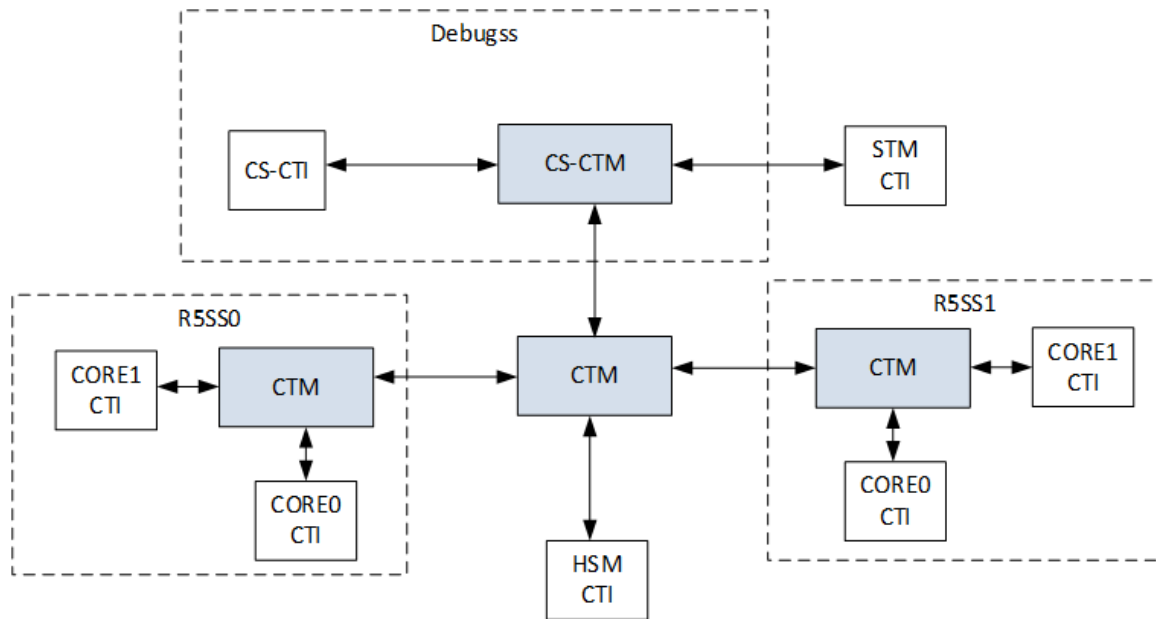 Debugss
CS-CTI
CS-CTM
STM
CTI
R5SS0
CORE1
CTI
CTM
CORE0
CTI
CTM
HSM
CTI
R5SS1
CTM
CORE1
CTI
CORE0
CTI